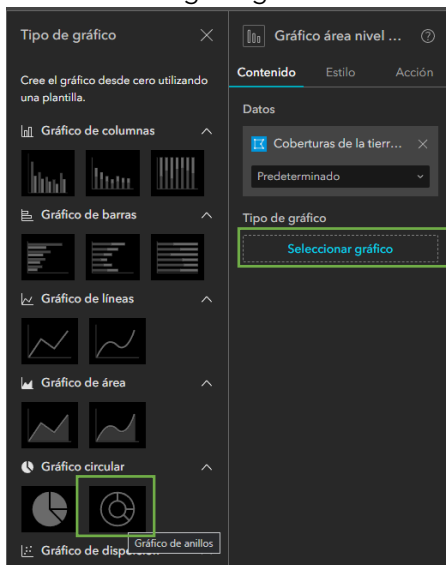 Tipo de gráfico
Cree el gráfico desde cero utilizando
una plantilla.
Gráfico de columnas
Gráfico de barras
Gráfico de líneas
Gráfico de área
Gráfico circular
Gráfico de anillos
Gráfico de dispersión
Gráfico área nivel ...
Contenido Estilo Acción
Datos
Coberturas de la tierr...
Predeterminado
Tipo de gráfico
Seleccionar gráfico